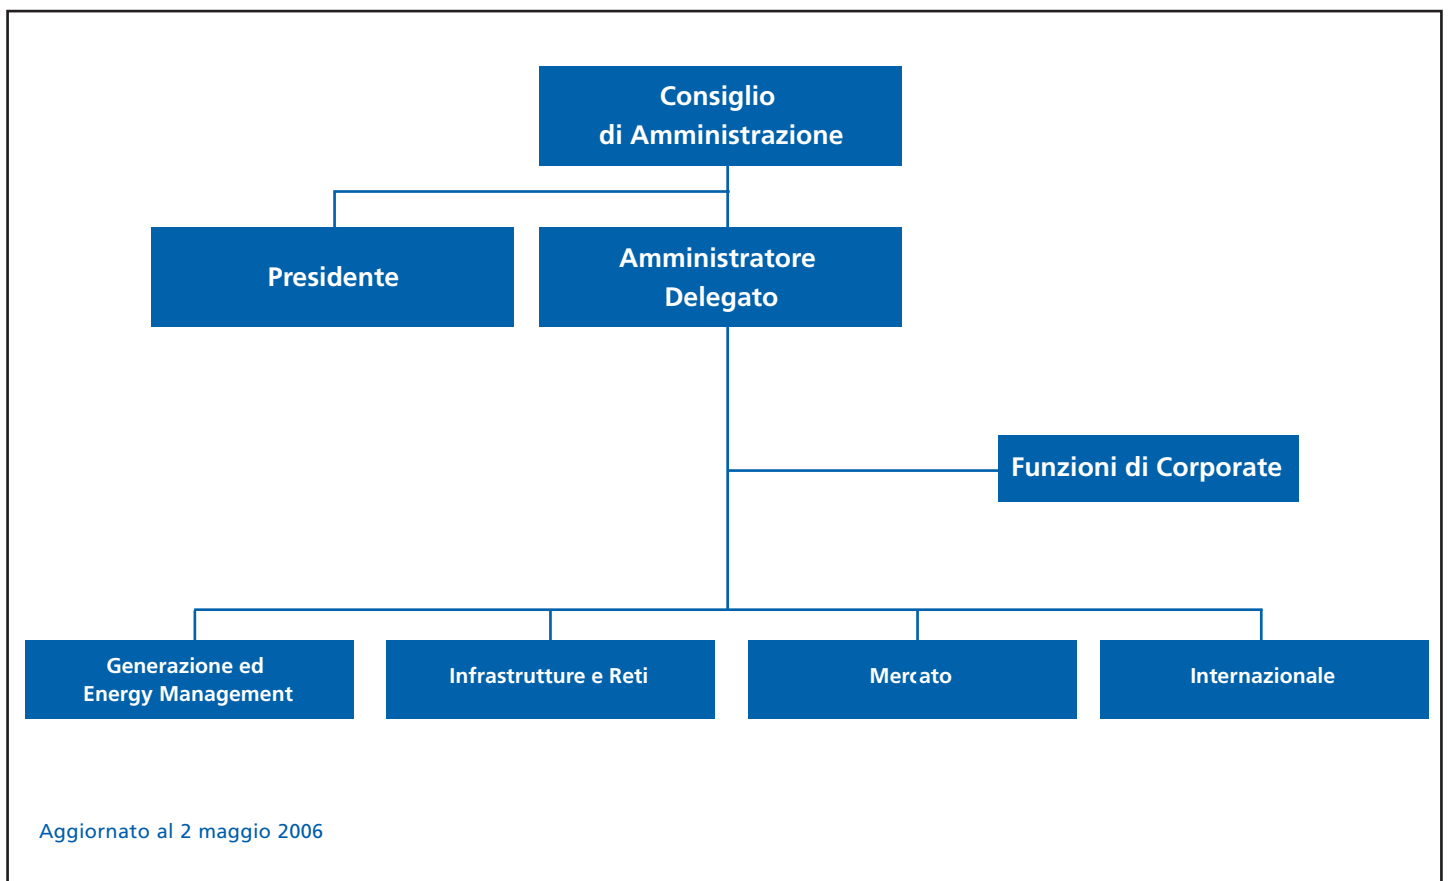 Consiglio
di Amministrazione
Presidente
Amministratore
Delegato
Funzioni di Corporate
Generazione ed
Energy Management
Infrastrutture e Reti
Mercato
Internazionale
Aggiornato al 2 maggio 2006